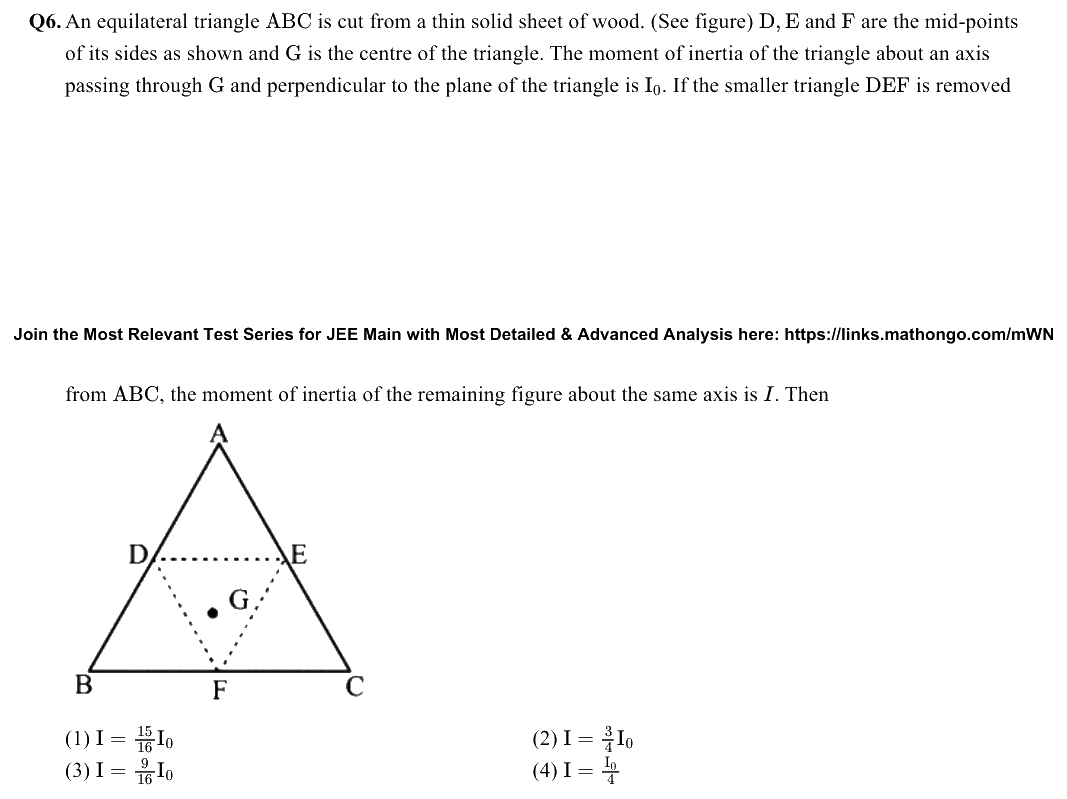 Q6. An equilateral triangle ABC is cut from a thin solid sheet of wood. (See figure) D, E and F are the mid-points
of its sides as shown and G is the centre of the triangle. The moment of inertia of the triangle about an axis
passing through G and perpendicular to the plane of the triangle is I₀. If the smaller triangle DEF is removed
Join the Most Relevant Test Series for JEE Main with Most Detailed & Advanced Analysis here: https://links.mathongo.com/mWN
from ABC, the moment of inertia of the remaining figure about the same axis is I. Then
A
D E
G
B F C
(1) I = 15/16 I₀ (2) I = 3/4 I₀
(3) I = 9/16 I₀ (4) I = I₀/4